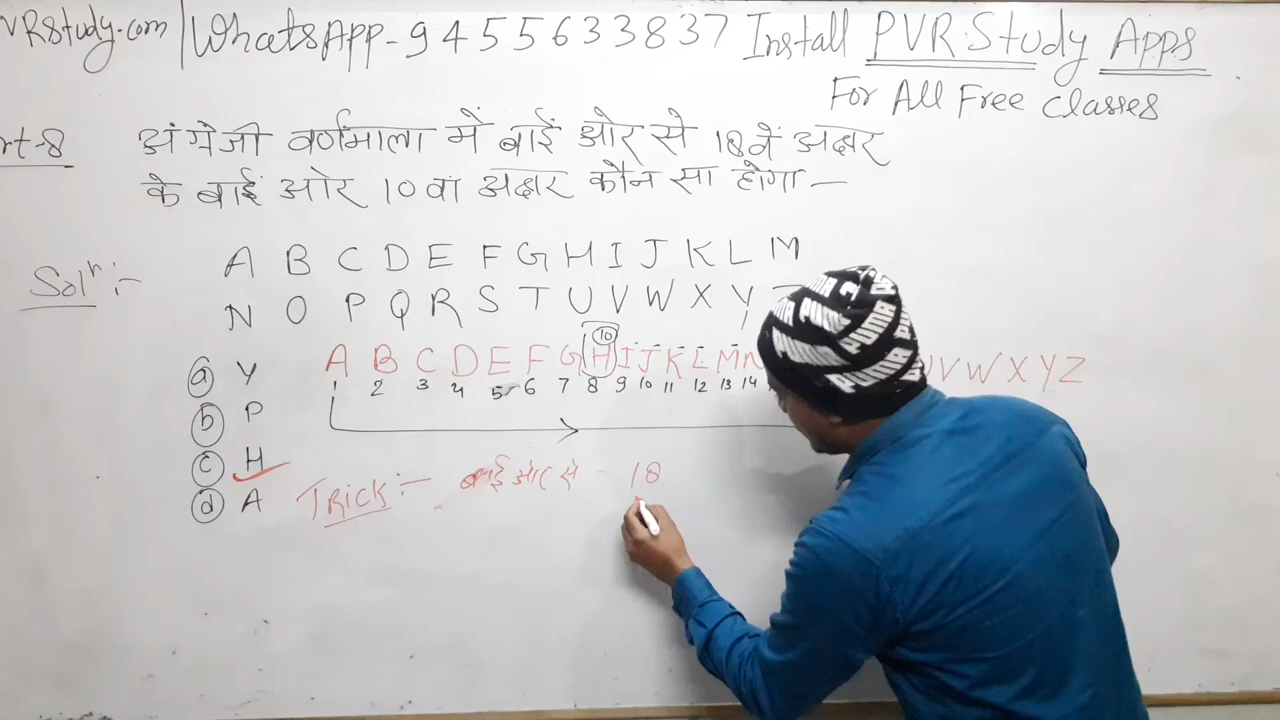 VRStudy.com | WhatsApp - 9455633837 Install PVR Study Apps
For All Free Classes
rt-8 अंग्रेजी वर्णमाला में बाईं ओर से 18वें अक्षर
के बाईं ओर 10वां अक्षर कौन सा होगा —
Solⁿ :-
A B C D E F G H I J K L M
N O P Q R S T U V W X Y
10
A B C D E F G H I J K L M N U V W X Y Z
1 2 3 4 5 6 7 8 9 10 11 12 13 14
(a) Y
(b) P
(c) H
(d) A
Trick :- बाईं ओर से - 18